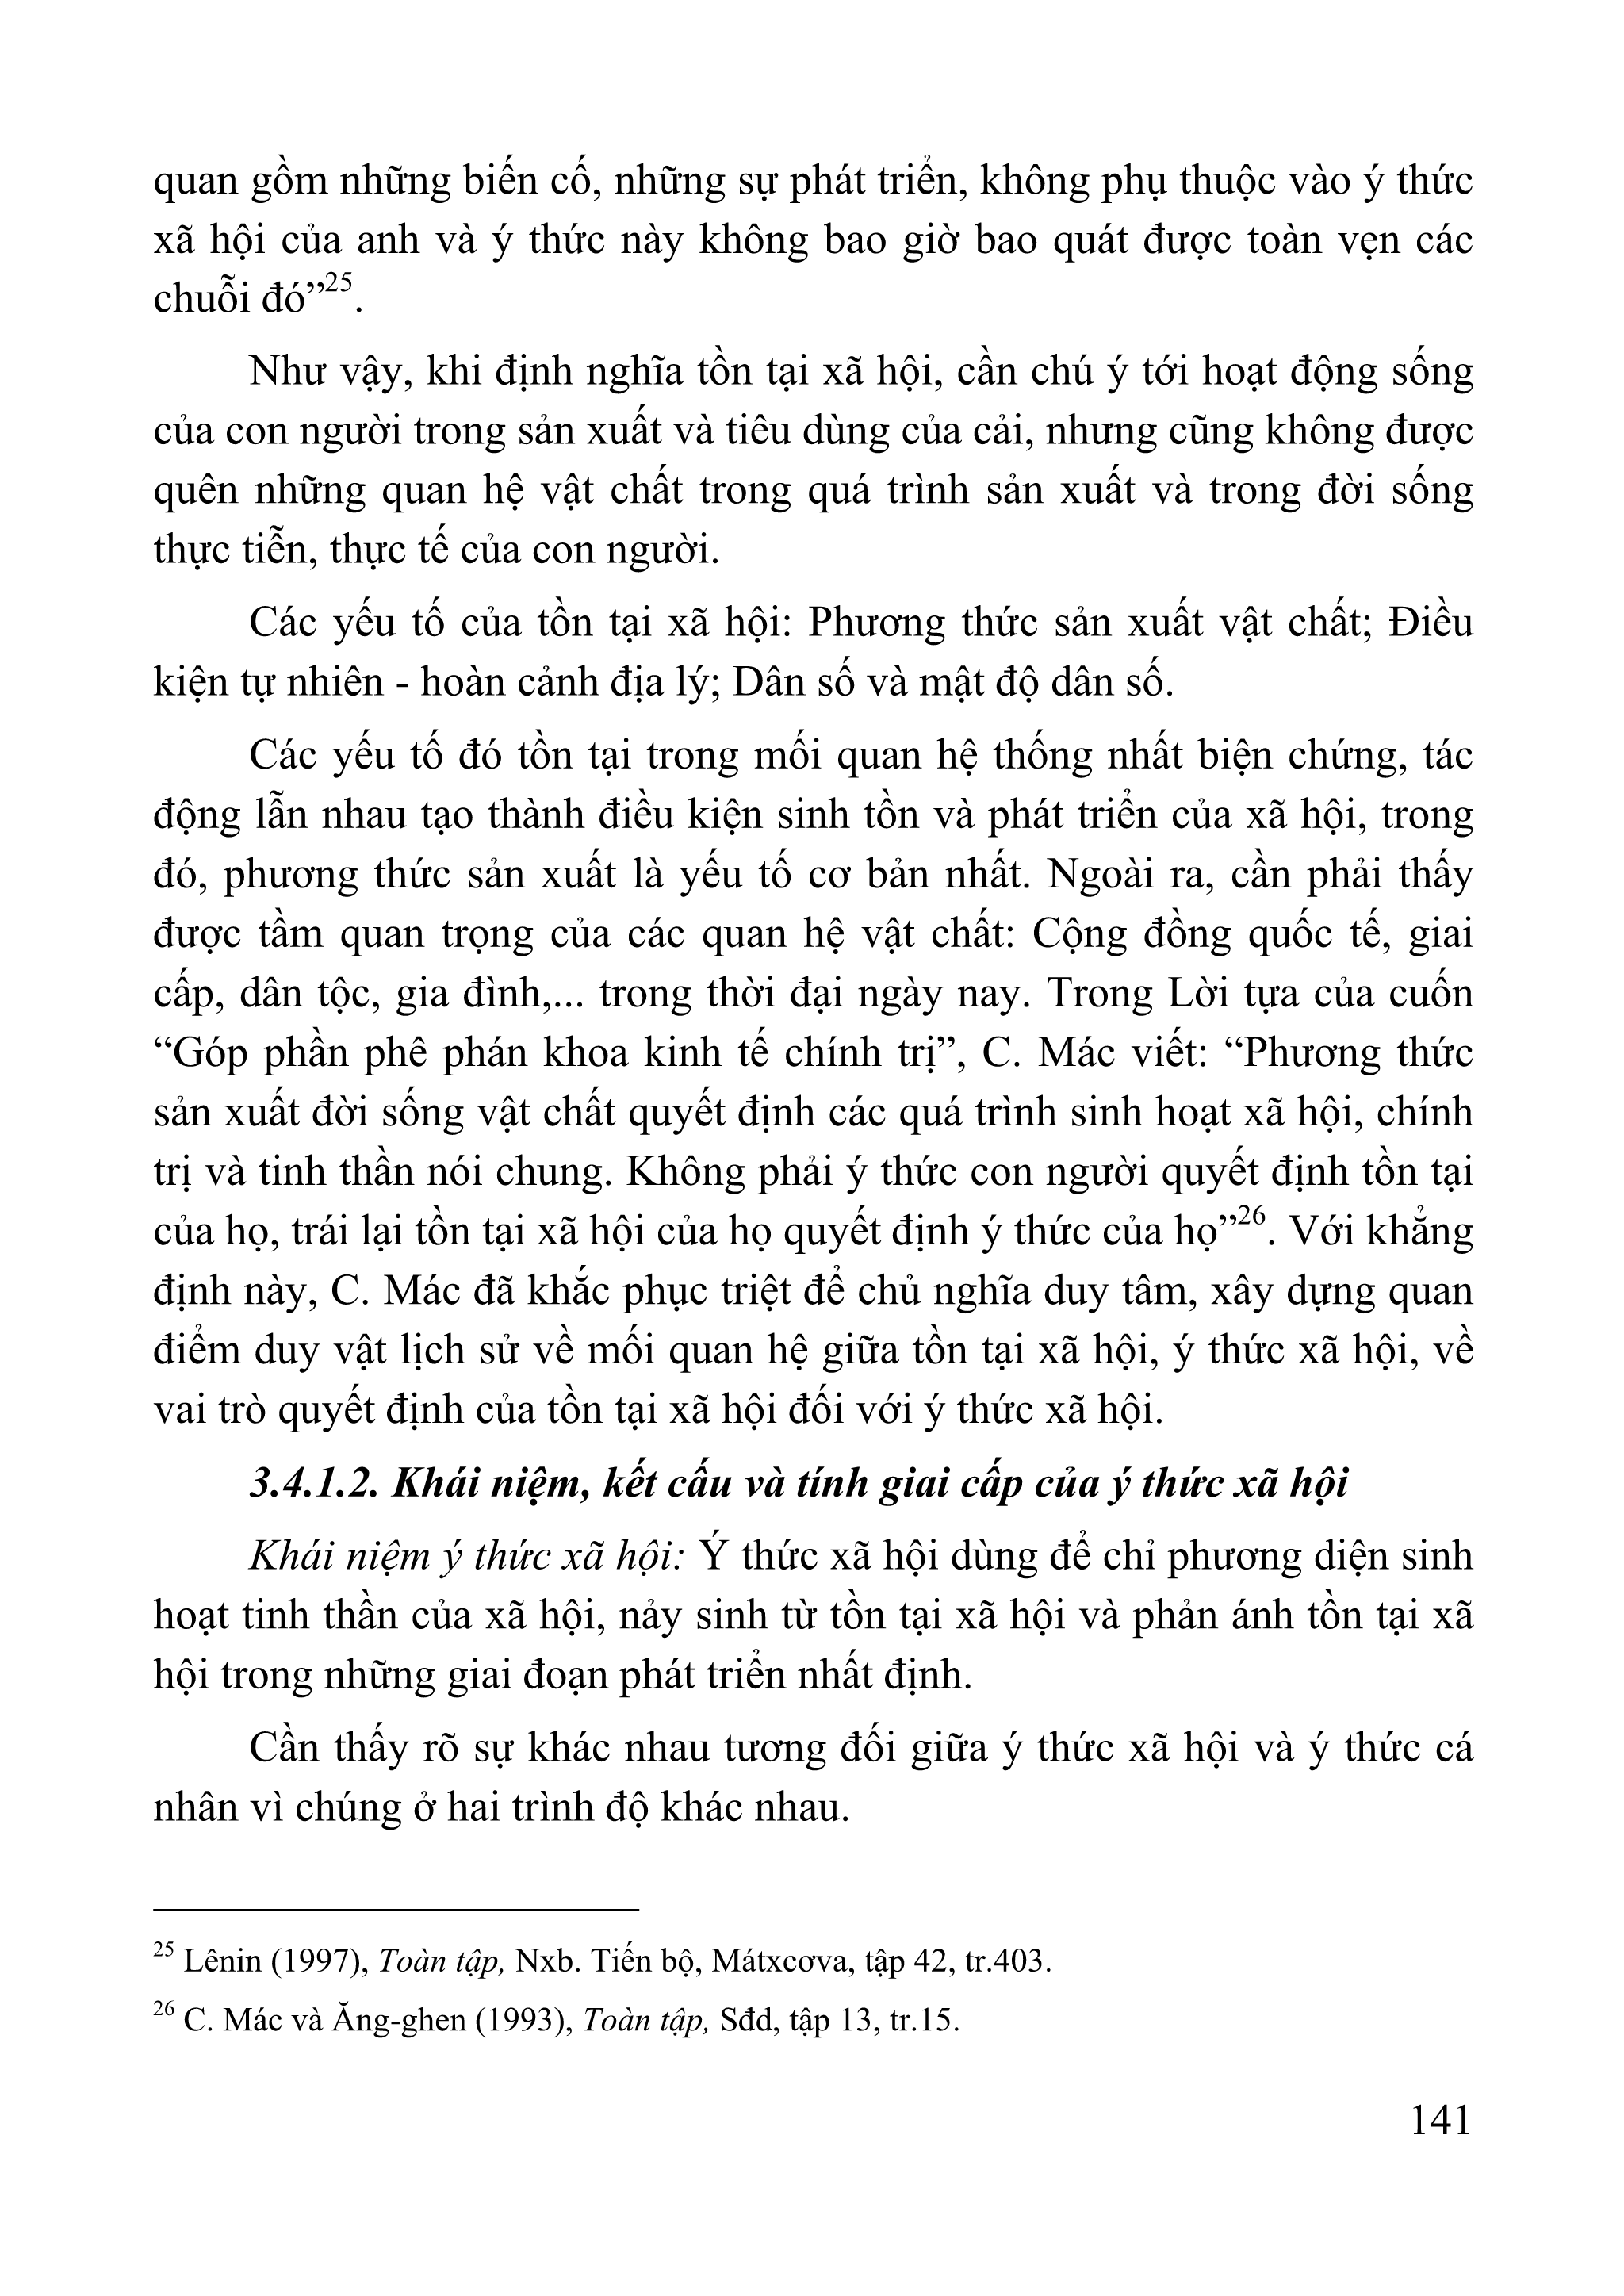 quan gồm những biến cố, những sự phát triển, không phụ thuộc vào ý thức
xã hội của anh và ý thức này không bao giờ bao quát được toàn vẹn các
chuỗi đó”25.
Như vậy, khi định nghĩa tồn tại xã hội, cần chú ý tới hoạt động sống
của con người trong sản xuất và tiêu dùng của cải, nhưng cũng không được
quên những quan hệ vật chất trong quá trình sản xuất và trong đời sống
thực tiễn, thực tế của con người.
Các yếu tố của tồn tại xã hội: Phương thức sản xuất vật chất; Điều
kiện tự nhiên - hoàn cảnh địa lý; Dân số và mật độ dân số.
Các yếu tố đó tồn tại trong mối quan hệ thống nhất biện chứng, tác
động lẫn nhau tạo thành điều kiện sinh tồn và phát triển của xã hội, trong
đó, phương thức sản xuất là yếu tố cơ bản nhất. Ngoài ra, cần phải thấy
được tầm quan trọng của các quan hệ vật chất: Cộng đồng quốc tế, giai
cấp, dân tộc, gia đình,... trong thời đại ngày nay. Trong Lời tựa của cuốn
“Góp phần phê phán khoa kinh tế chính trị”, C. Mác viết: “Phương thức
sản xuất đời sống vật chất quyết định các quá trình sinh hoạt xã hội, chính
trị và tinh thần nói chung. Không phải ý thức con người quyết định tồn tại
của họ, trái lại tồn tại xã hội của họ quyết định ý thức của họ”26. Với khẳng
định này, C. Mác đã khắc phục triệt để chủ nghĩa duy tâm, xây dựng quan
điểm duy vật lịch sử về mối quan hệ giữa tồn tại xã hội, ý thức xã hội, về
vai trò quyết định của tồn tại xã hội đối với ý thức xã hội.
3.4.1.2. Khái niệm, kết cấu và tính giai cấp của ý thức xã hội
Khái niệm ý thức xã hội: Ý thức xã hội dùng để chỉ phương diện sinh
hoạt tinh thần của xã hội, nảy sinh từ tồn tại xã hội và phản ánh tồn tại xã
hội trong những giai đoạn phát triển nhất định.
Cần thấy rõ sự khác nhau tương đối giữa ý thức xã hội và ý thức cá
nhân vì chúng ở hai trình độ khác nhau.
25 Lênin (1997), Toàn tập, Nxb. Tiến bộ, Mátxcơva, tập 42, tr.403.
26 C. Mác và Ăng-ghen (1993), Toàn tập, Sđd, tập 13, tr.15.
141